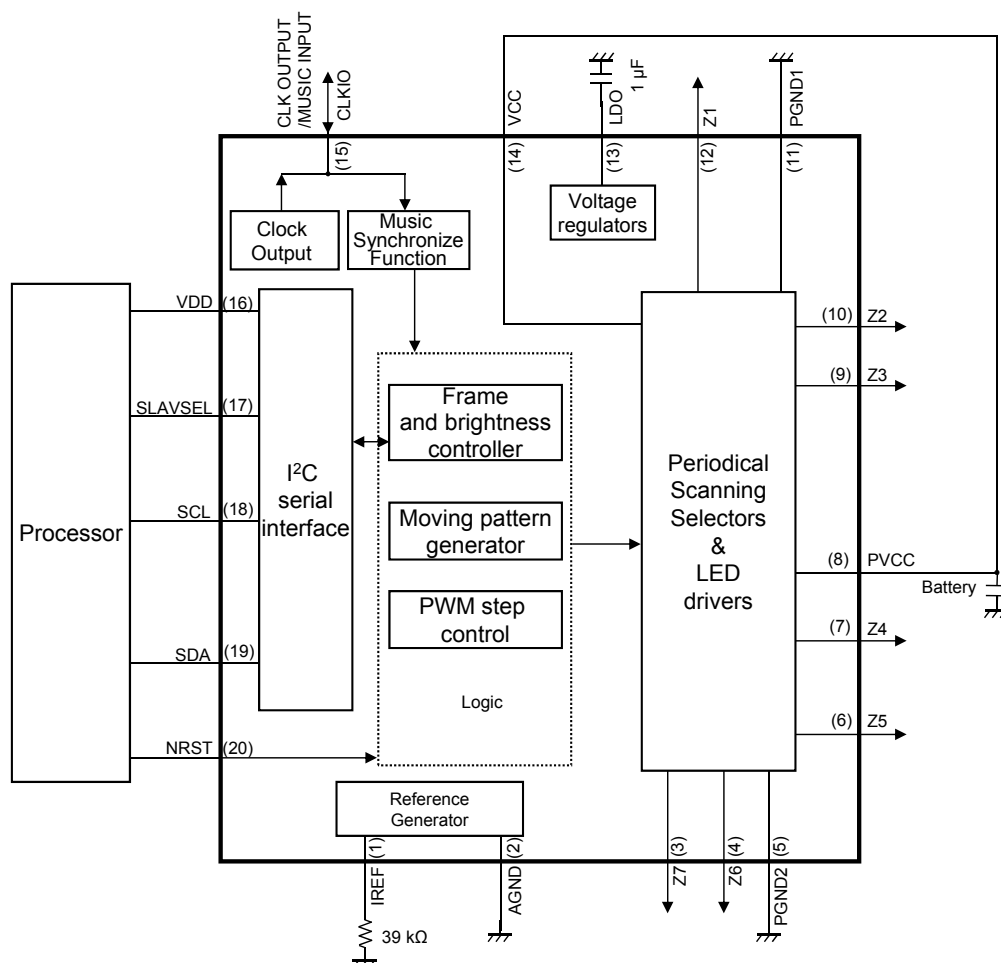 CLK OUTPUT
/MUSIC INPUT
CLKIO
(15)
VCC
(14)
1 µF
LDO
(13)
Z1
(12)
PGND1
(11)
Clock
Output
Music
Synchronize
Function
Voltage
regulators
Processor
VDD (16)
SLAVSEL (17)
SCL (18)
SDA (19)
NRST (20)
I²C
serial
interface
Frame
and brightness
controller
Moving pattern
generator
PWM step
control
Logic
Periodical
Scanning
Selectors
&
LED
drivers
(10) Z2
(9) Z3
(8) PVCC
Battery
(7) Z4
(6) Z5
Reference
Generator
(1)
IREF
39 kΩ
(2)
AGND
(3)
Z7
(4)
Z6
(5)
PGND2